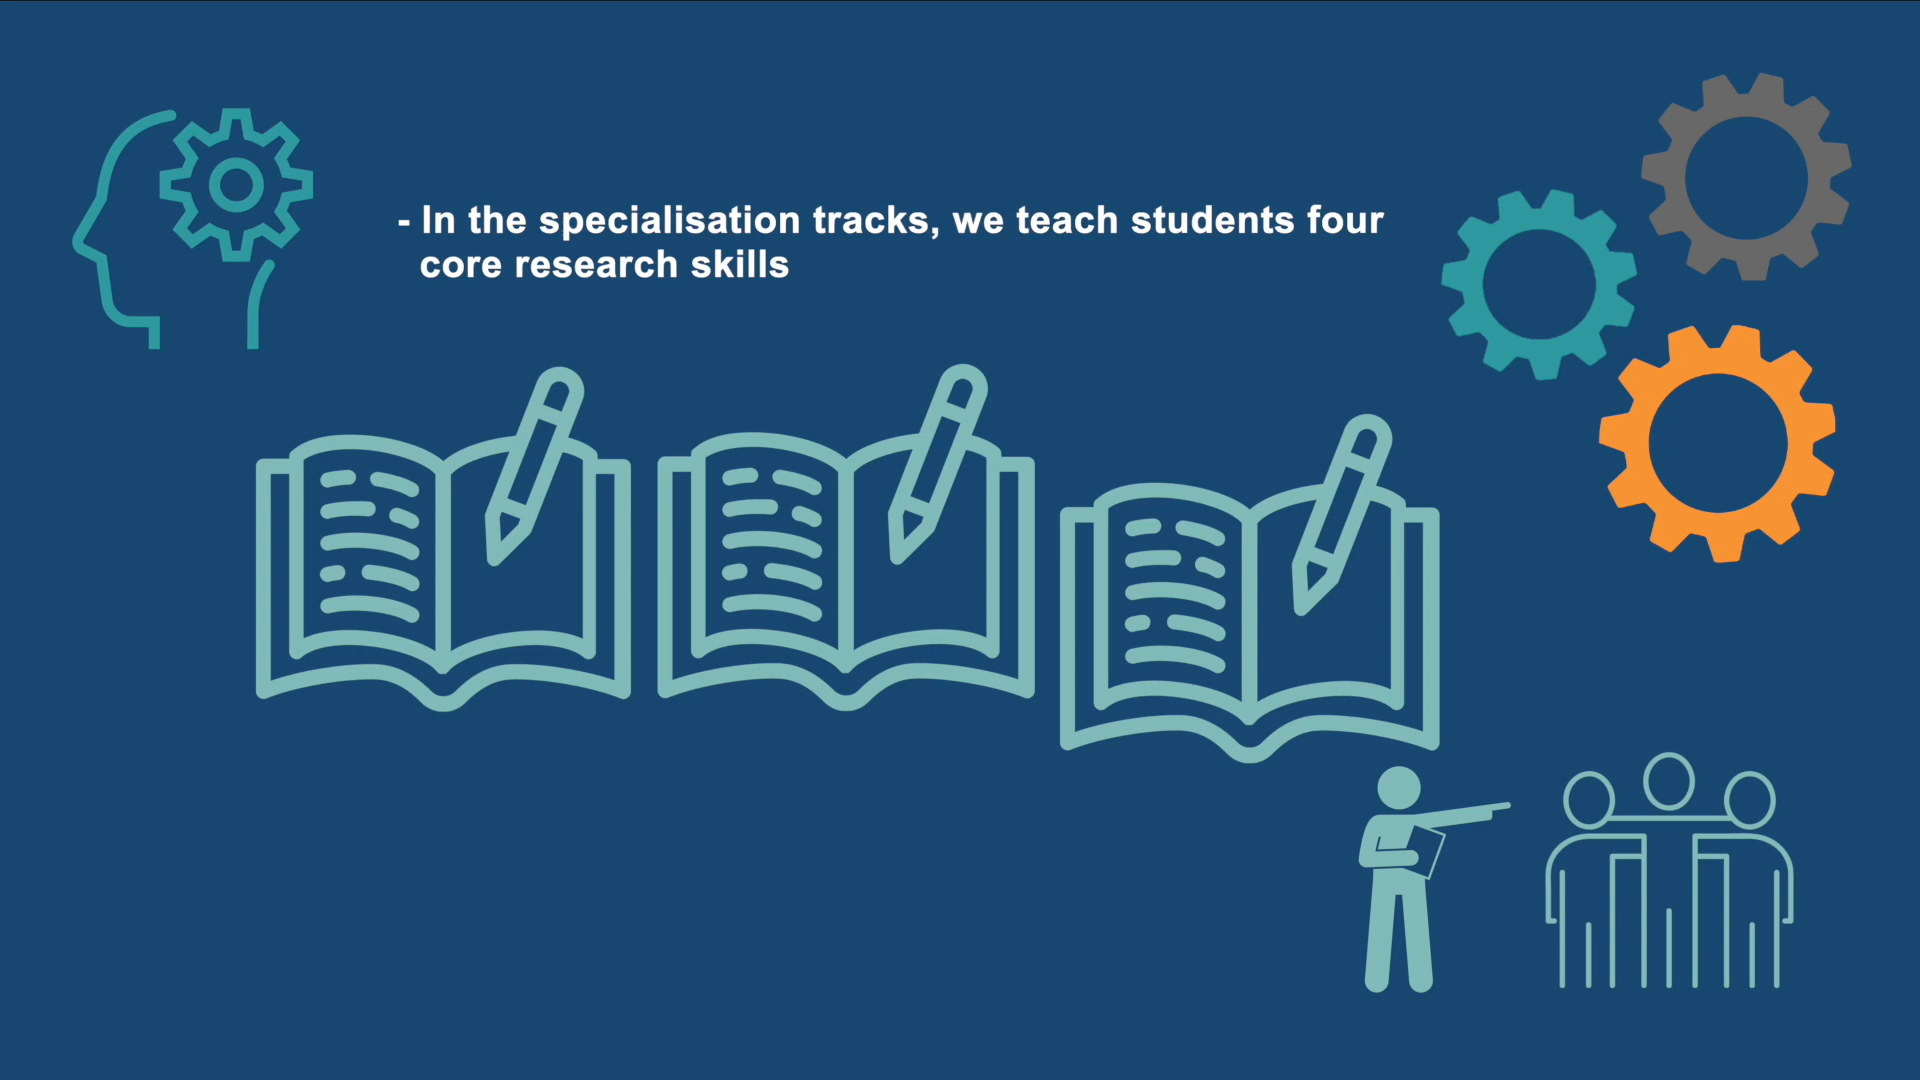 - In the specialisation tracks, we teach students four
core research skills